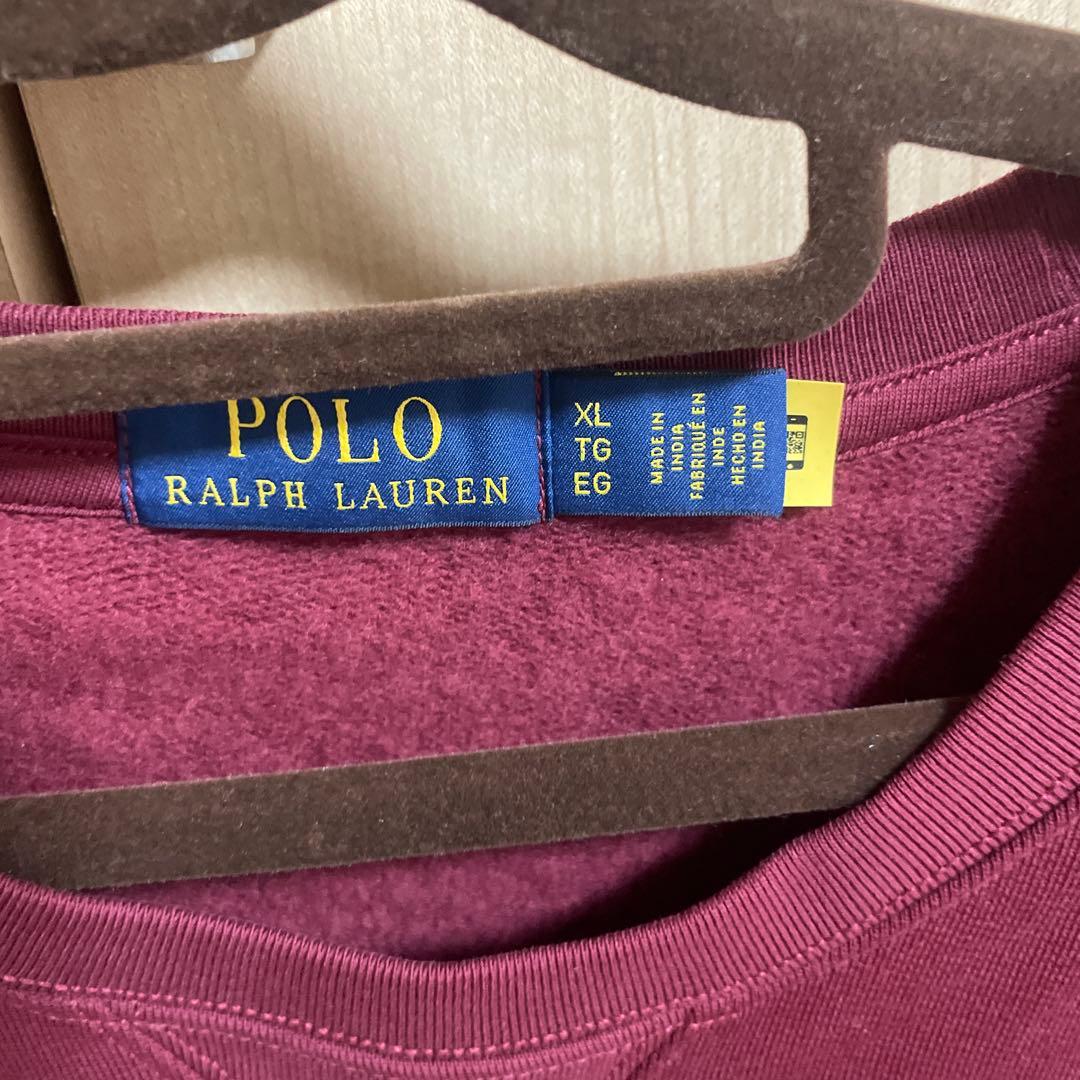 POLO
RALPH LAUREN
XL
TG
EG
MADE IN
INDIA
FABRIQUÉ EN
INDE
HECHO EN
INDIA